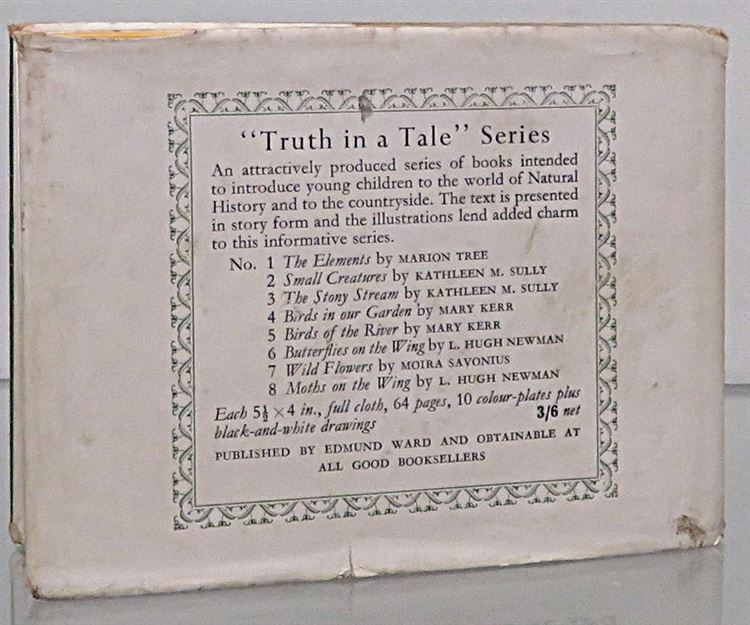 “Truth in a Tale” Series
An attractively produced series of books intended
to introduce young children to the world of Natural
History and to the countryside. The text is presented
in story form and the illustrations lend added charm
to this informative series.
No. 1 The Elements by MARION TREE
2 Small Creatures by KATHLEEN M. SULLY
3 The Stony Stream by KATHLEEN M. SULLY
4 Birds in our Garden by MARY KERR
5 Birds of the River by MARY KERR
6 Butterflies on the Wing by L. HUGH NEWMAN
7 Wild Flowers by MOIRA SAVONIUS
8 Moths on the Wing by L. HUGH NEWMAN
Each 5½ × 4 in., full cloth, 64 pages, 10 colour-plates plus
black-and-white drawings 3/6 net
PUBLISHED BY EDMUND WARD AND OBTAINABLE AT
ALL GOOD BOOKSELLERS